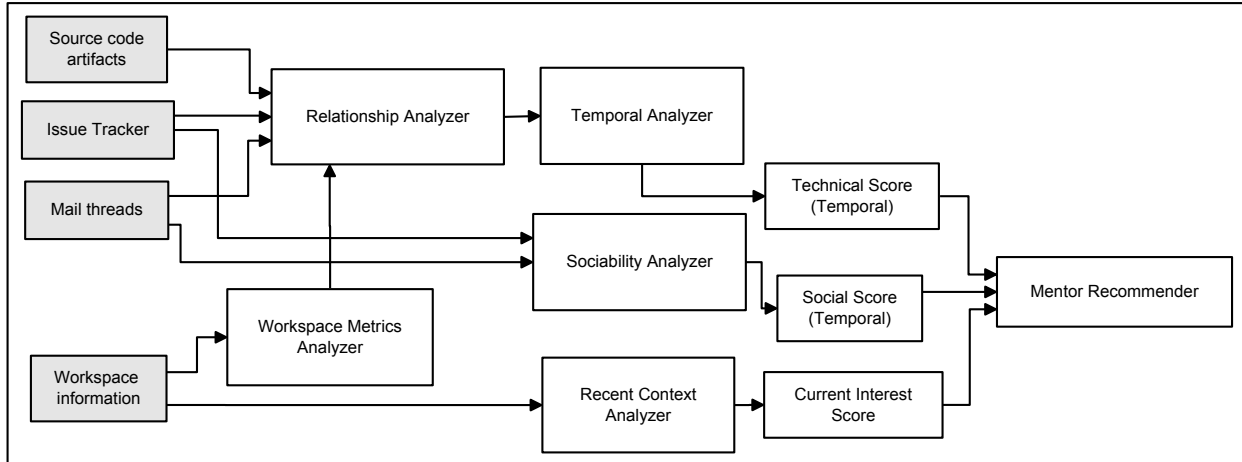 Source code
artifacts
Issue Tracker
Mail threads
Workspace
information
Relationship Analyzer
Temporal Analyzer
Sociability Analyzer
Workspace Metrics
Analyzer
Recent Context
Analyzer
Technical Score
(Temporal)
Social Score
(Temporal)
Current Interest
Score
Mentor Recommender